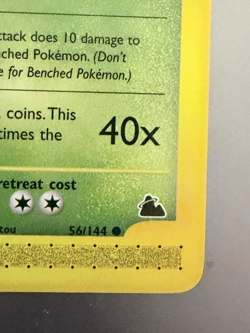 ttack does 10 damage to
nched Pokémon. (Don't
e for Benched Pokémon.)
coins. This
times the
40x
retreat cost
tou
56/144